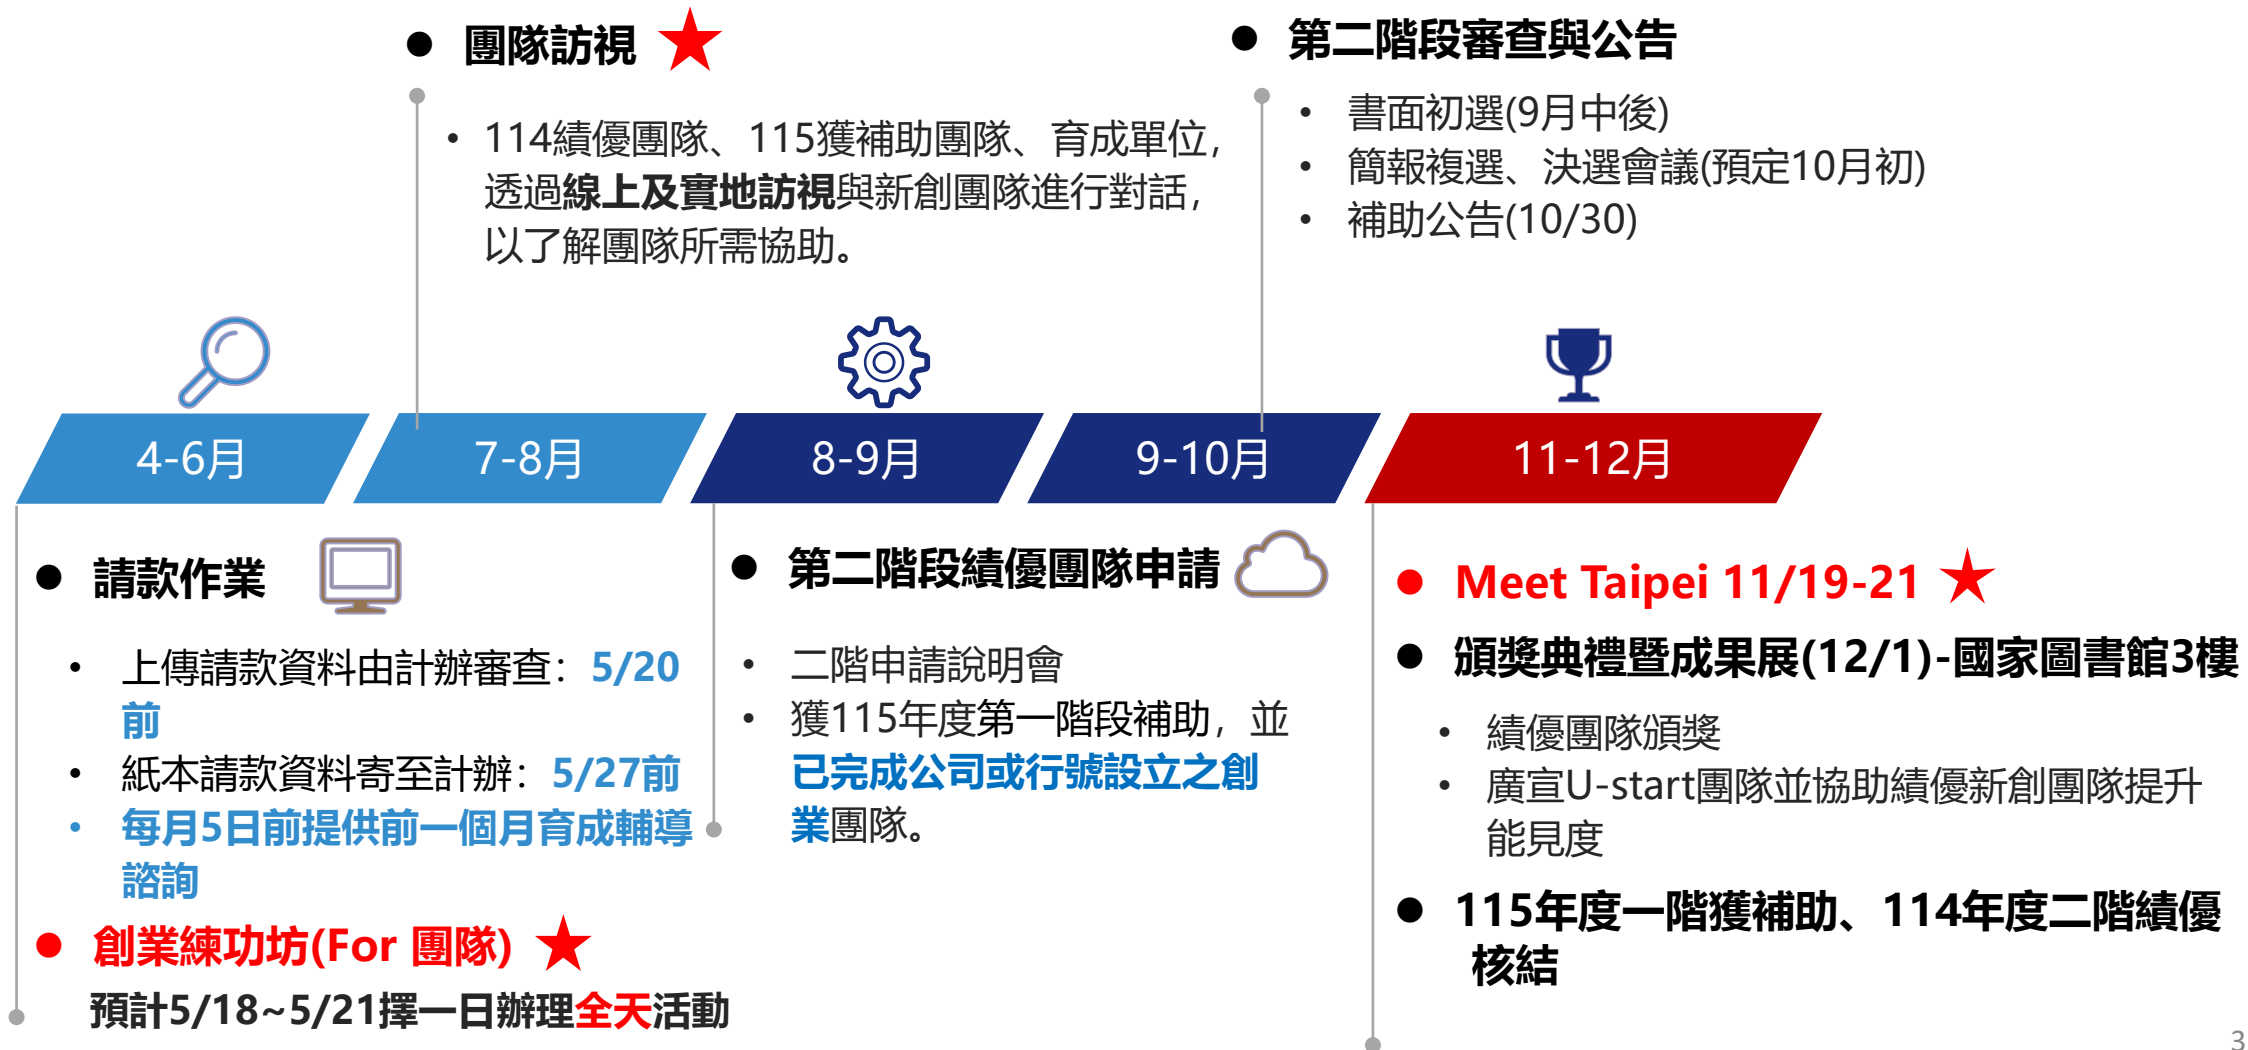 ● 團隊訪視
• 114績優團隊、115獲補助團隊、育成單位,
透過線上及實地訪視與新創團隊進行對話,
以了解團隊所需協助。
● 第二階段審查與公告
• 書面初選(9月中後)
• 簡報複選、決選會議(預定10月初)
• 補助公告(10/30)
4-6月
7-8月
8-9月
9-10月
11-12月
● 請款作業
• 上傳請款資料由計辦審查：5/20
前
• 紙本請款資料寄至計辦：5/27前
• 每月5日前提供前一個月育成輔導
諮詢
● 創業練功坊(For 團隊)
預計5/18~5/21擇一日辦理全天活動
● 第二階段績優團隊申請
• 二階申請說明會
• 獲115年度第一階段補助，並
已完成公司或行號設立之創
業團隊。
● Meet Taipei 11/19-21
● 頒獎典禮暨成果展(12/1)-國家圖書館3樓
• 績優團隊頒獎
• 廣宣U-start團隊並協助績優新創團隊提升
能見度
● 115年度一階獲補助、114年度二階績優
核結
3